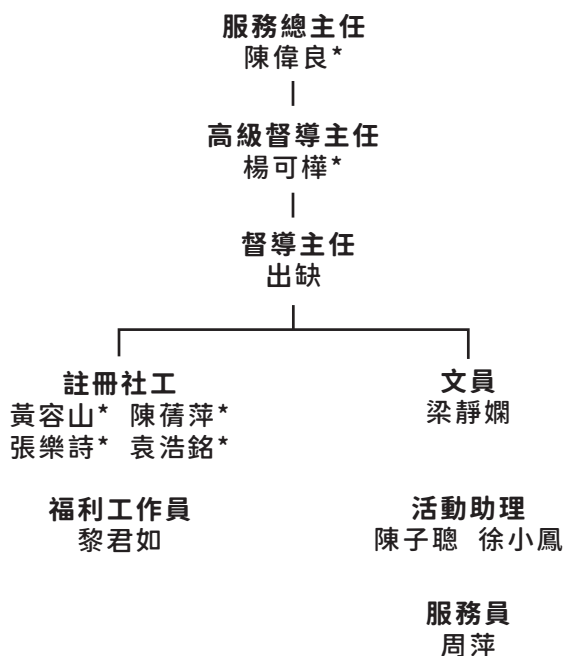 服務總主任
陳偉良*
高級督導主任
楊可樺*
督導主任
出缺
註冊社工
黃容山* 陳蒨萍*
張樂詩* 袁浩銘*
文員
梁靜嫻
福利工作員
黎君如
活動助理
陳子聰 徐小鳳
服務員
周萍